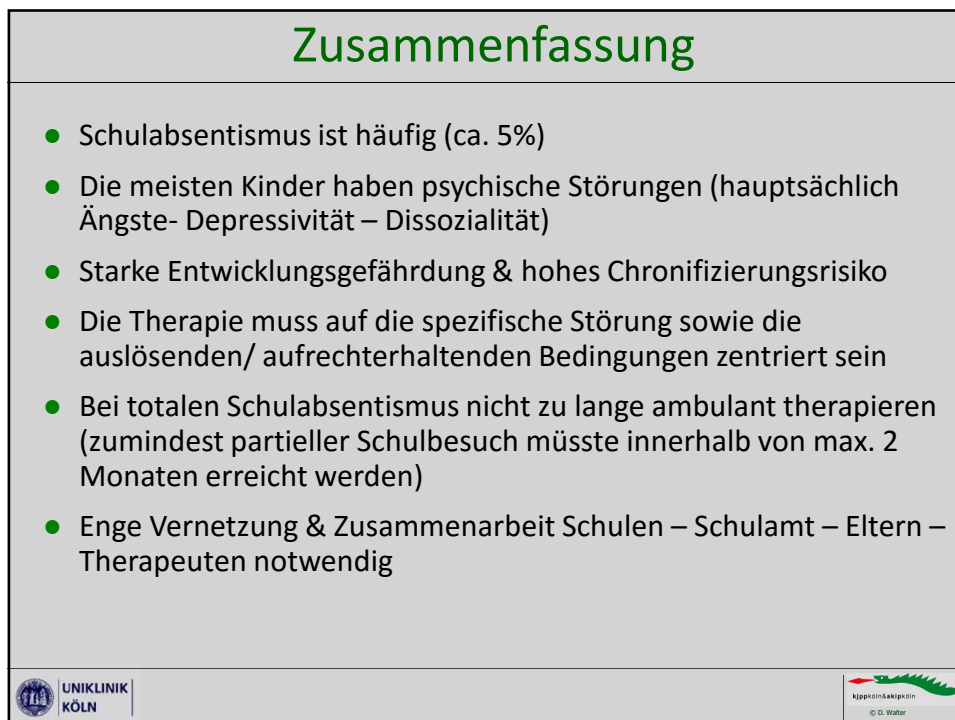 Zusammenfassung
● Schulabsentismus ist häufig (ca. 5%)
● Die meisten Kinder haben psychische Störungen (hauptsächlich
Ängste- Depressivität – Dissozialität)
● Starke Entwicklungsgefährdung & hohes Chronifizierungsrisiko
● Die Therapie muss auf die spezifische Störung sowie die
auslösenden/ aufrechterhaltenden Bedingungen zentriert sein
● Bei totalen Schulabsentismus nicht zu lange ambulant therapieren
(zumindest partieller Schulbesuch müsste innerhalb von max. 2
Monaten erreicht werden)
● Enge Vernetzung & Zusammenarbeit Schulen – Schulamt – Eltern –
Therapeuten notwendig
UNIKLINIK
KÖLN
kjppköln&akipköln
© D. Walter